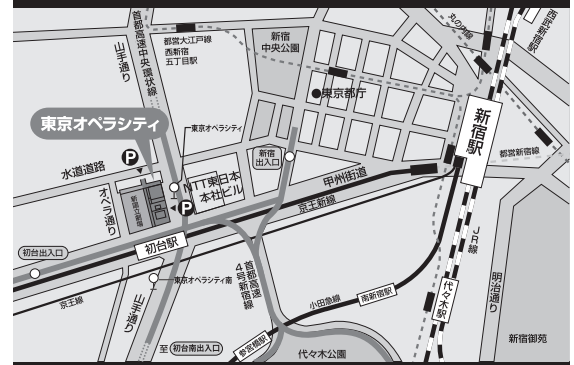 首都高速中央環状線
山手通り
都営大江戸線
西新宿
五丁目駅
新宿
中央公園
丸の内線
西武新宿駅
●東京都庁
新宿駅
東京オペラシティ
東京オペラシティ
P
水道道路
新宿
出入口
都営新宿線
甲州街道
NTT東日本
本社ビル
オペラ通り
新国立劇場
P
京王新線
初台駅
初台出入口
JR線
東京オペラシティ南
首都高速
4号新宿線
明治通り
京王線
山手通り
小田急線
南新宿駅
代々木駅
至 初台南出入口
参宮橋駅
代々木公園
新宿御苑